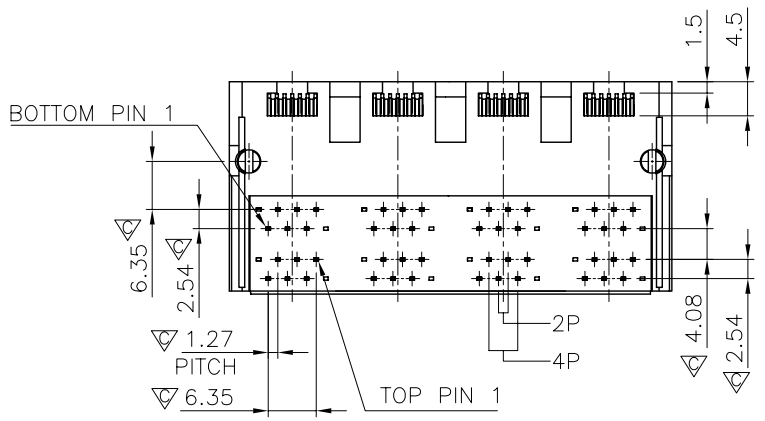 1.5
4.5
BOTTOM PIN 1
C 6.35
C 2.54
C 4.08
C 2.54
C 1.27
PITCH
C 6.35
2P
4P
TOP PIN 1